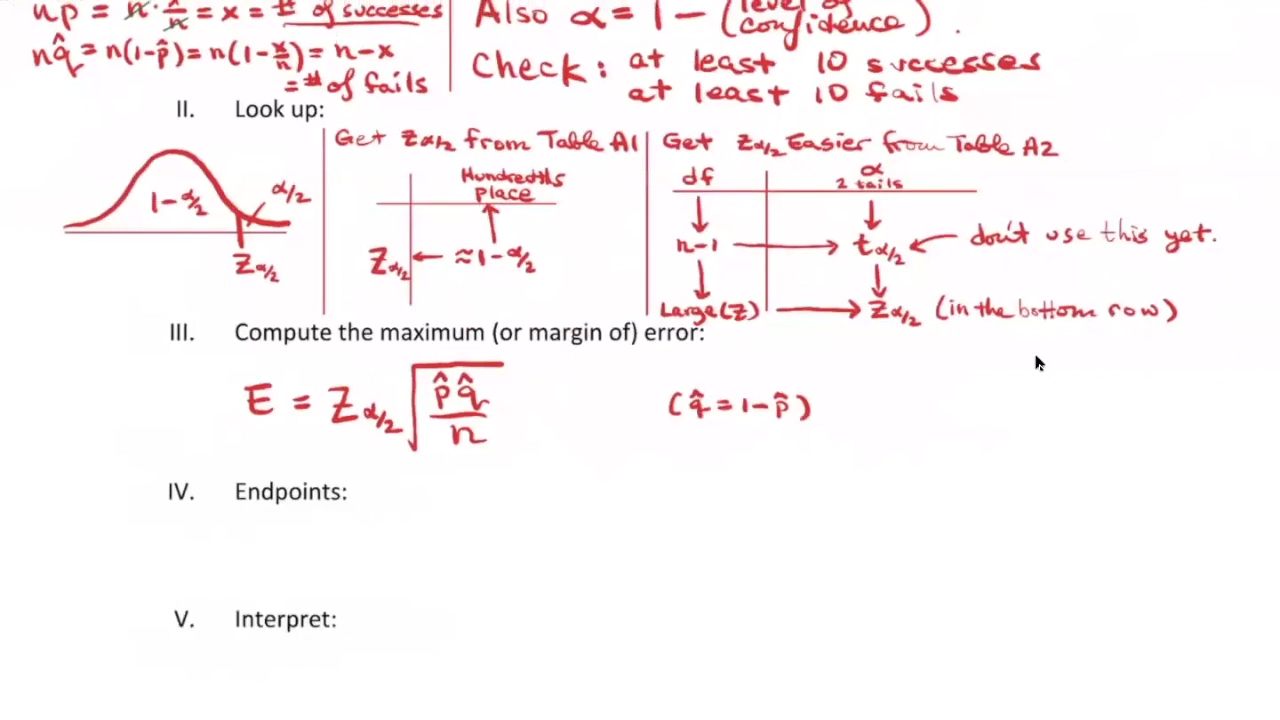 np̂ = n · x/n = x = # of successes
nq̂ = n(1-p̂) = n(1-x/n) = n-x
= # of fails
Also α = 1 - (level of confidence).
Check: at least 10 successes
at least 10 fails
II. Look up:
1-α/2
α/2
Zα/2
Get Zα/2 from Table A1
Hundredths
place
Zα/2 ← ≈1-α/2
Get Zα/2 Easier from Table A2
df
α
2 tails
n-1 → tα/2 ← don't use this yet.
Large(Z) → Zα/2 (in the bottom row)
III. Compute the maximum (or margin of) error:
E = Zα/2 √(p̂q̂/n) (q̂ = 1-p̂)
IV. Endpoints:
V. Interpret: